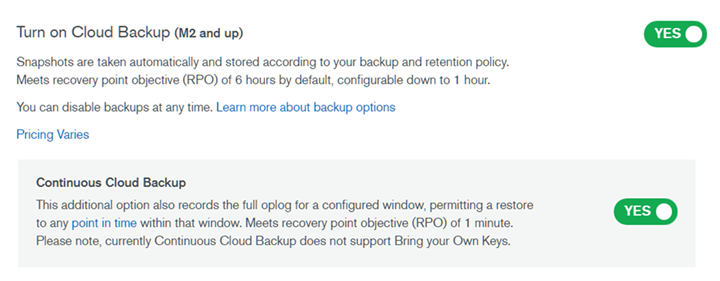 Turn on Cloud Backup (M2 and up)
YES
Snapshots are taken automatically and stored according to your backup and retention policy.
Meets recovery point objective (RPO) of 6 hours by default, configurable down to 1 hour.
You can disable backups at any time. Learn more about backup options
Pricing Varies
Continuous Cloud Backup
This additional option also records the full oplog for a configured window, permitting a restore
to any point in time within that window. Meets recovery point objective (RPO) of 1 minute.
YES
Please note, currently Continuous Cloud Backup does not support Bring your Own Keys.